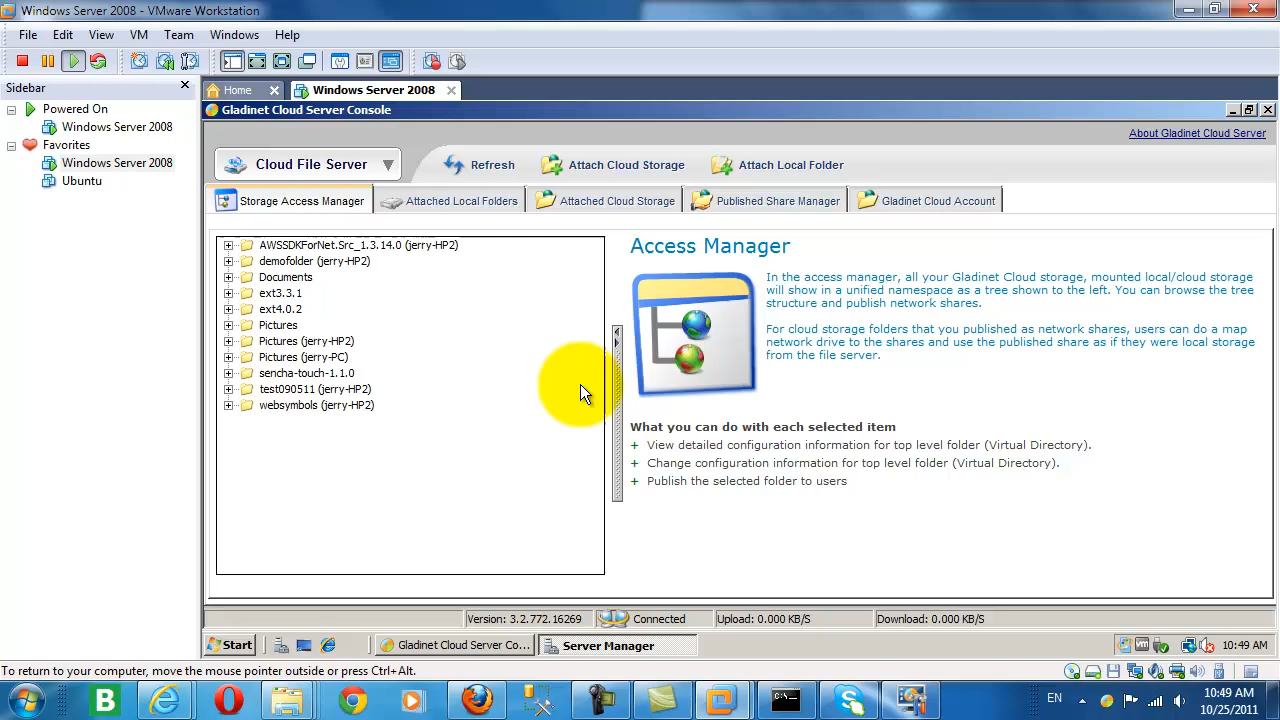 Windows Server 2008 - VMware Workstation
File Edit View VM Team Windows Help
Sidebar
Powered On
Windows Server 2008
Favorites
Windows Server 2008
Ubuntu
Home
Windows Server 2008
Gladinet Cloud Server Console
About Gladinet Cloud Server
Cloud File Server
Refresh
Attach Cloud Storage
Attach Local Folder
Storage Access Manager
Attached Local Folders
Attached Cloud Storage
Published Share Manager
Gladinet Cloud Account
AWSSDKForNet.Src_1.3.14.0 (jerry-HP2)
demofolder (jerry-HP2)
Documents
ext3.3.1
ext4.0.2
Pictures
Pictures (jerry-HP2)
Pictures (jerry-PC)
sencha-touch-1.1.0
test090511 (jerry-HP2)
websymbols (jerry-HP2)
Access Manager
In the access manager, all your Gladinet Cloud storage, mounted local/cloud storage
will show in a unified namespace as a tree shown to the left. You can browse the tree
structure and publish network shares.
For cloud storage folders that you published as network shares, users can do a map
network drive to the shares and use the published share as if they were local storage
from the file server.
What you can do with each selected item
+ View detailed configuration information for top level folder (Virtual Directory).
+ Change configuration information for top level folder (Virtual Directory).
+ Publish the selected folder to users
Version: 3.2.772.16269
Connected
Upload: 0.000 KB/S
Download: 0.000 KB/S
Start
Gladinet Cloud Server Co...
Server Manager
10:49 AM
To return to your computer, move the mouse pointer outside or press Ctrl+Alt.
B
EN
10:49 AM
10/25/2011